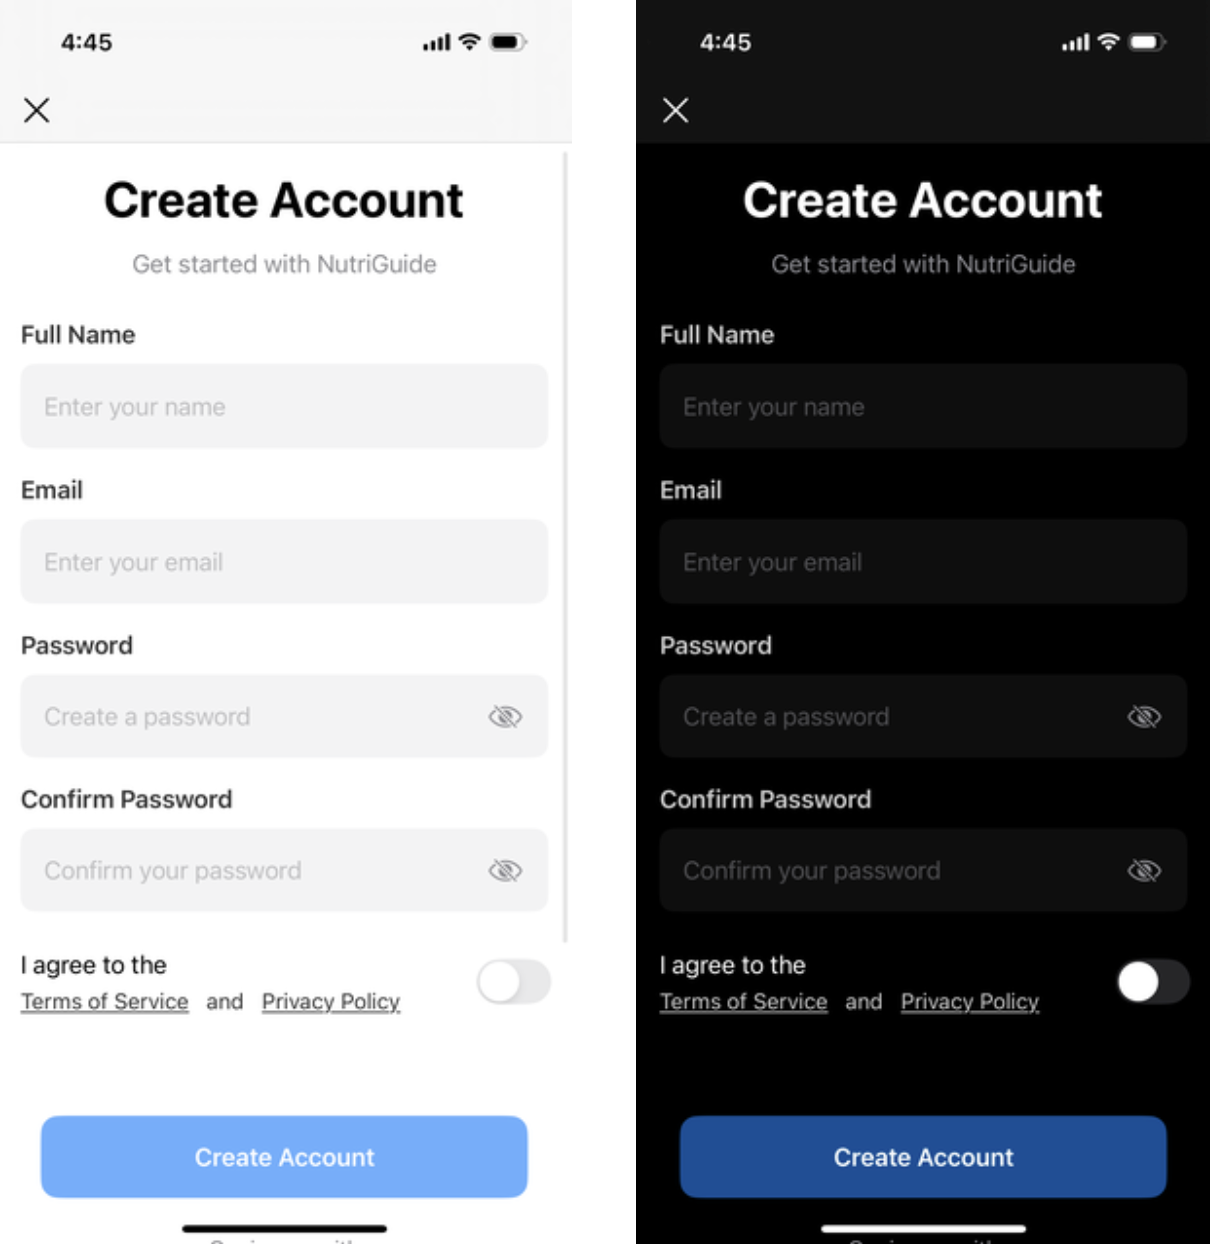 4:45
Create Account
Get started with NutriGuide
Full Name
Enter your name
Email
Enter your email
Password
Create a password
Confirm Password
Confirm your password
I agree to the
Terms of Service and Privacy Policy
Create Account
4:45
Create Account
Get started with NutriGuide
Full Name
Enter your name
Email
Enter your email
Password
Create a password
Confirm Password
Confirm your password
I agree to the
Terms of Service and Privacy Policy
Create Account